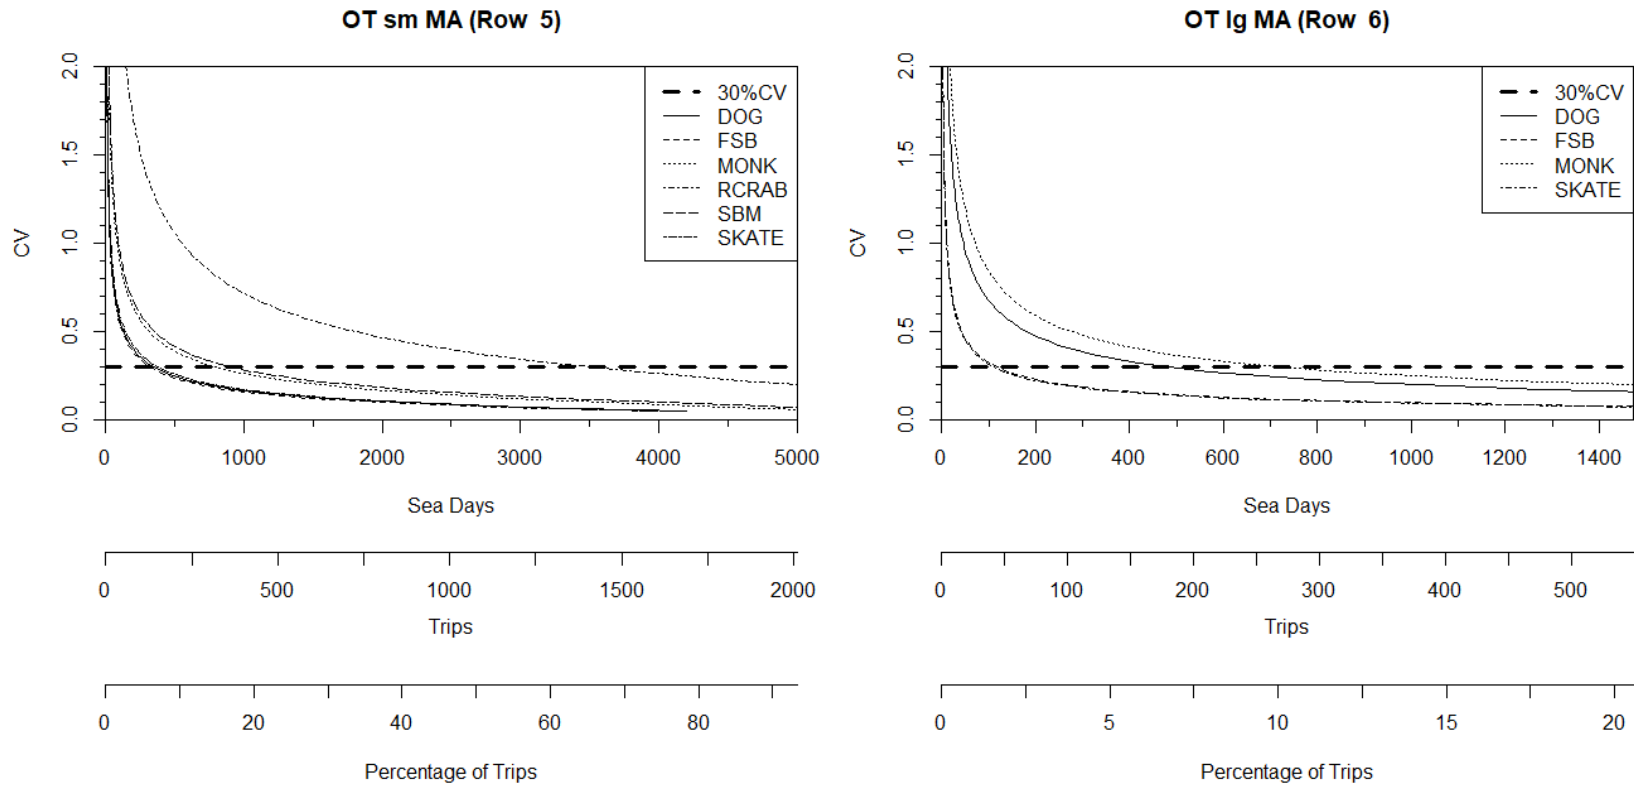 OT sm MA (Row 5)
CV
2.0
1.5
1.0
0.5
0.0
30%CV
DOG
FSB
MONK
RCRAB
SBM
SKATE
0 1000 2000 3000 4000 5000
Sea Days
0 500 1000 1500 2000
Trips
0 20 40 60 80
Percentage of Trips
OT lg MA (Row 6)
CV
2.0
1.5
1.0
0.5
0.0
30%CV
DOG
FSB
MONK
SKATE
0 200 400 600 800 1000 1200 1400
Sea Days
0 100 200 300 400 500
Trips
0 5 10 15 20
Percentage of Trips